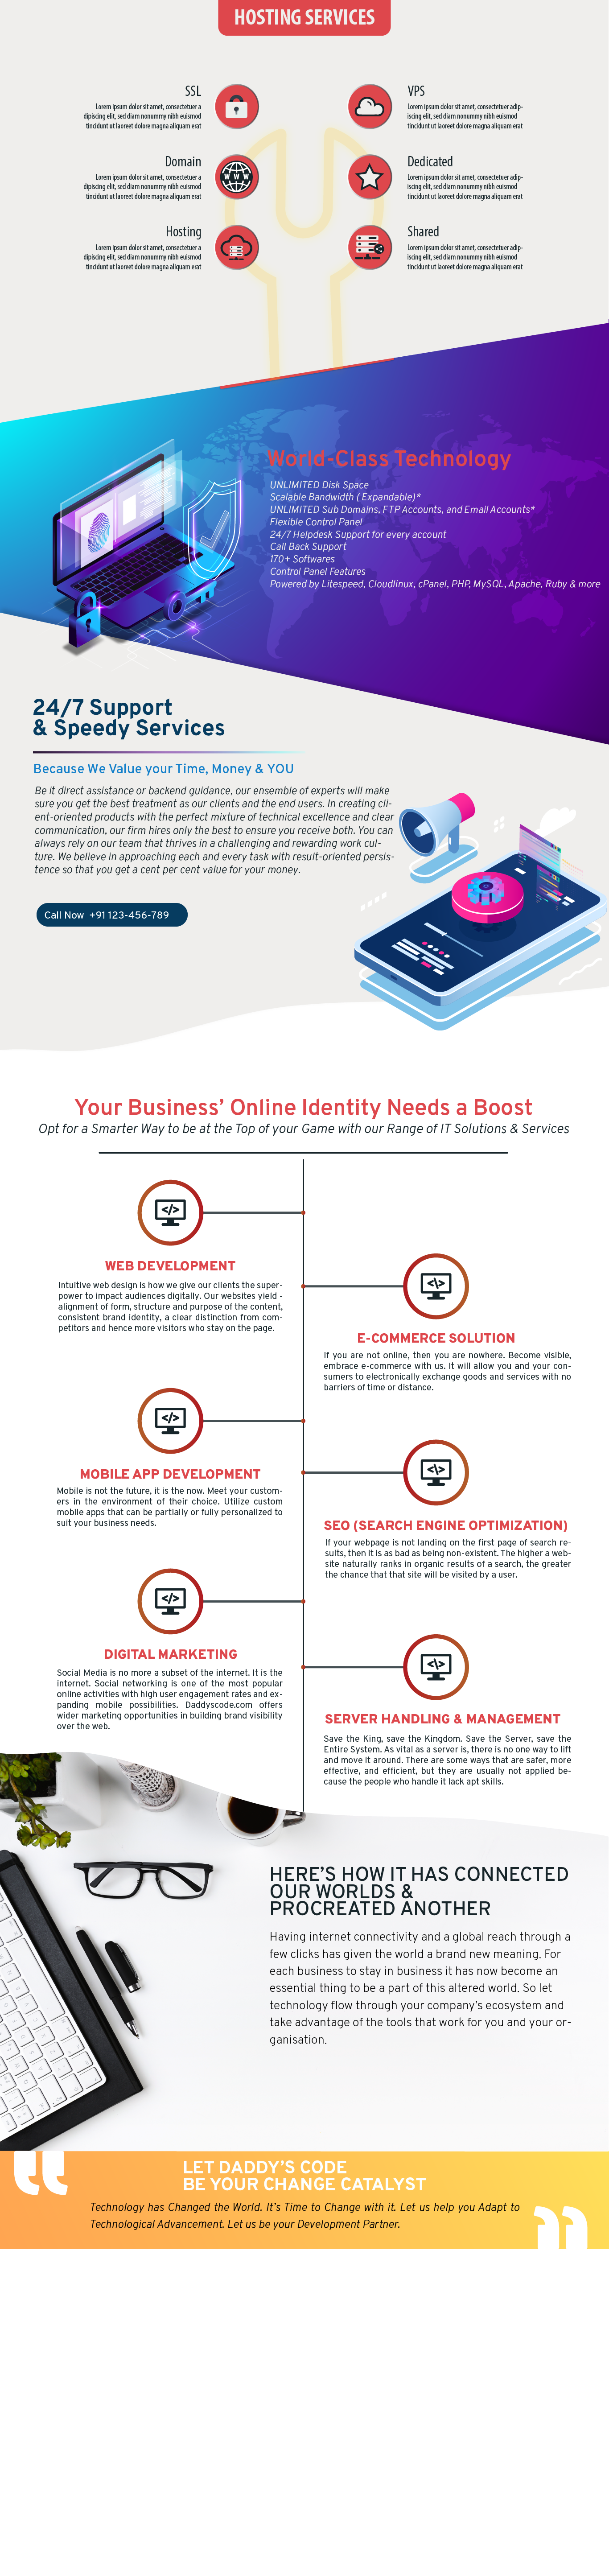 HOSTING SERVICES
SSL
Lorem ipsum dolor sit amet, consectetuer a
dipiscing elit, sed diam nonummy nibh euismod
tincidunt ut laoreet dolore magna aliquam erat
VPS
Lorem ipsum dolor sit amet, consectetuer adip-
iscing elit, sed diam nonummy nibh euismod
tincidunt ut laoreet dolore magna aliquam erat
Domain
Lorem ipsum dolor sit amet, consectetuer a
dipiscing elit, sed diam nonummy nibh euismod
tincidunt ut laoreet dolore magna aliquam erat
WWW
Dedicated
Lorem ipsum dolor sit amet, consectetuer adip-
iscing elit, sed diam nonummy nibh euismod
tincidunt ut laoreet dolore magna aliquam erat
Hosting
Lorem ipsum dolor sit amet, consectetuer a
dipiscing elit, sed diam nonummy nibh euismod
tincidunt ut laoreet dolore magna aliquam erat
Shared
Lorem ipsum dolor sit amet, consectetuer adip-
iscing elit, sed diam nonummy nibh euismod
tincidunt ut laoreet dolore magna aliquam erat
World-Class Technology
UNLIMITED Disk Space
Scalable Bandwidth ( Expandable)*
UNLIMITED Sub Domains, FTP Accounts, and Email Accounts*
Flexible Control Panel
24/7 Helpdesk Support for every account
Call Back Support
170+ Softwares
Control Panel Features
Powered by Litespeed, Cloudlinux, cPanel, PHP, MySQL, Apache, Ruby & more
24/7 Support
& Speedy Services
Because We Value your Time, Money & YOU
Be it direct assistance or backend guidance, our ensemble of experts will make
sure you get the best treatment as our clients and the end users. In creating cli-
ent-oriented products with the perfect mixture of technical excellence and clear
communication, our firm hires only the best to ensure you receive both. You can
always rely on our team that thrives in a challenging and rewarding work cul-
ture. We believe in approaching each and every task with result-oriented persis-
tence so that you get a cent per cent value for your money.
Call Now +91 123-456-789
Your Business’ Online Identity Needs a Boost
Opt for a Smarter Way to be at the Top of your Game with our Range of IT Solutions & Services
</>
WEB DEVELOPMENT
Intuitive web design is how we give our clients the super-
power to impact audiences digitally. Our websites yield -
alignment of form, structure and purpose of the content,
consistent brand identity, a clear distinction from com-
petitors and hence more visitors who stay on the page.
</>
E-COMMERCE SOLUTION
If you are not online, then you are nowhere. Become visible,
embrace e-commerce with us. It will allow you and your con-
sumers to electronically exchange goods and services with no
barriers of time or distance.
</>
MOBILE APP DEVELOPMENT
Mobile is not the future, it is the now. Meet your custom-
ers in the environment of their choice. Utilize custom
mobile apps that can be partially or fully personalized to
suit your business needs.
</>
SEO (SEARCH ENGINE OPTIMIZATION)
If your webpage is not landing on the first page of search re-
sults, then it is as bad as being non-existent. The higher a web-
site naturally ranks in organic results of a search, the greater
the chance that that site will be visited by a user.
</>
DIGITAL MARKETING
Social Media is no more a subset of the internet. It is the
internet. Social networking is one of the most popular
online activities with high user engagement rates and ex-
panding mobile possibilities. Daddyscode.com offers
wider marketing opportunities in building brand visibility
over the web.
</>
SERVER HANDLING & MANAGEMENT
Save the King, save the Kingdom. Save the Server, save the
Entire System. As vital as a server is, there is no one way to lift
and move it around. There are some ways that are safer, more
effective, and efficient, but they are usually not applied be-
cause the people who handle it lack apt skills.
HERE’S HOW IT HAS CONNECTED
OUR WORLDS &
PROCREATED ANOTHER
Having internet connectivity and a global reach through a
few clicks has given the world a brand new meaning. For
each business to stay in business it has now become an
essential thing to be a part of this altered world. So let
technology flow through your company’s ecosystem and
take advantage of the tools that work for you and your or-
ganisation.
LET DADDY’S CODE
BE YOUR CHANGE CATALYST
Technology has Changed the World. It’s Time to Change with it. Let us help you Adapt to
Technological Advancement. Let us be your Development Partner.